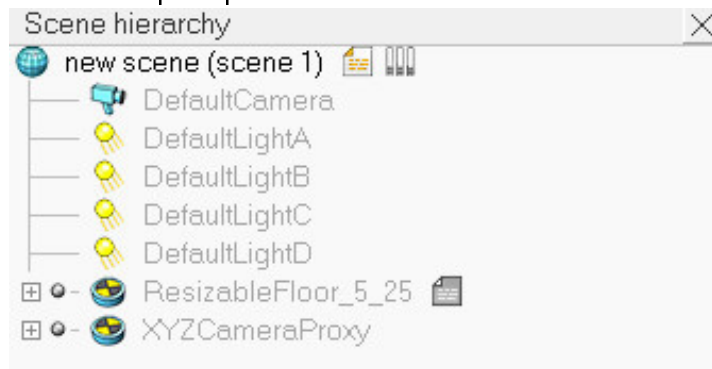 Scene hierarchy
new scene (scene 1)
DefaultCamera
DefaultLightA
DefaultLightB
DefaultLightC
DefaultLightD
ResizableFloor_5_25
XYZCameraProxy